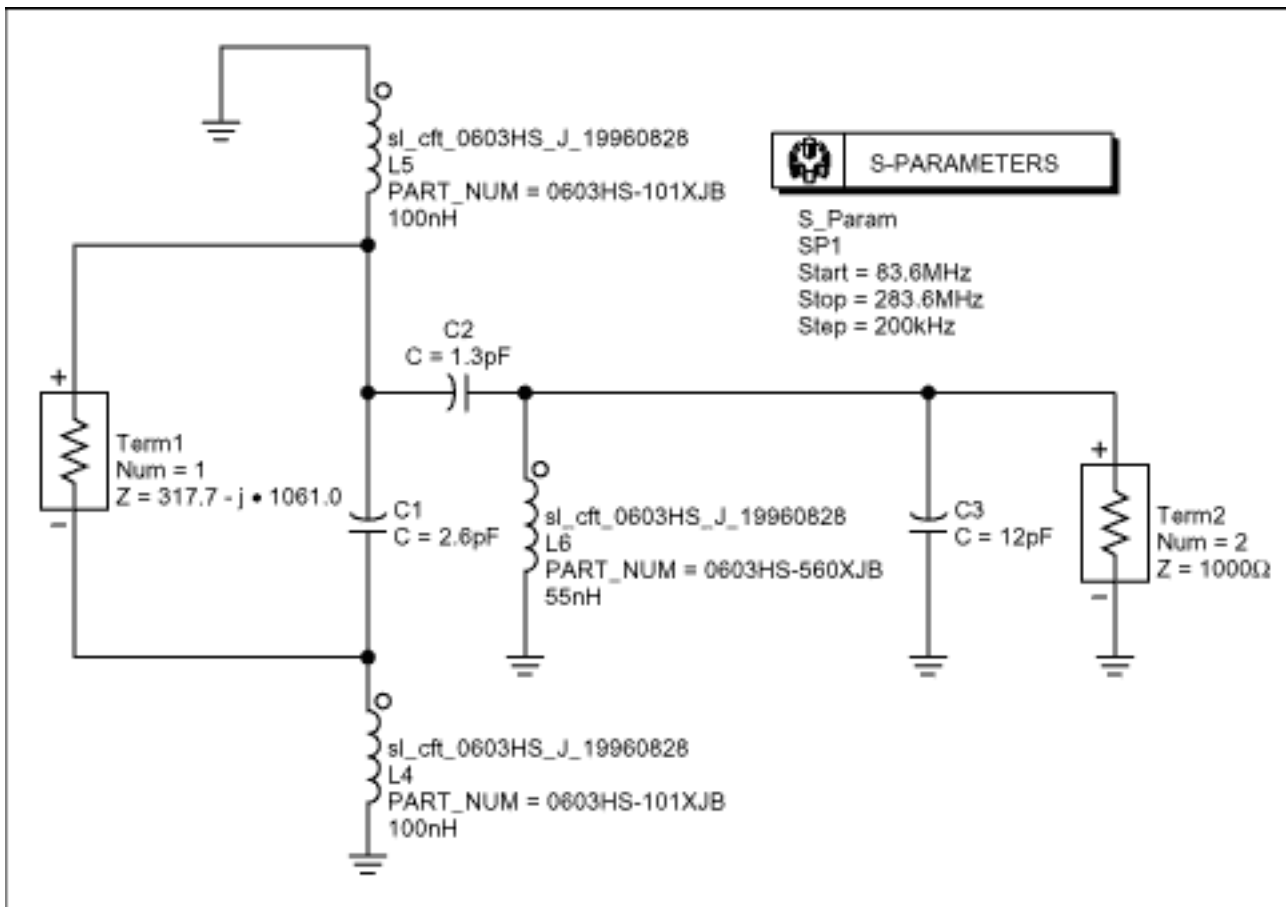 sl_cft_0603HS_J_19960828
L5
PART_NUM = 0603HS-101XJB
100nH
S-PARAMETERS
S_Param
SP1
Start = 83.6MHz
Stop = 283.6MHz
Step = 200kHz
C2
C = 1.3pF
+
Term1
Num = 1
Z = 317.7 - j • 1061.0
−
C1
C = 2.6pF
sl_cft_0603HS_J_19960828
L6
PART_NUM = 0603HS-560XJB
55nH
C3
C = 12pF
+
Term2
Num = 2
Z = 1000Ω
−
sl_cft_0603HS_J_19960828
L4
PART_NUM = 0603HS-101XJB
100nH